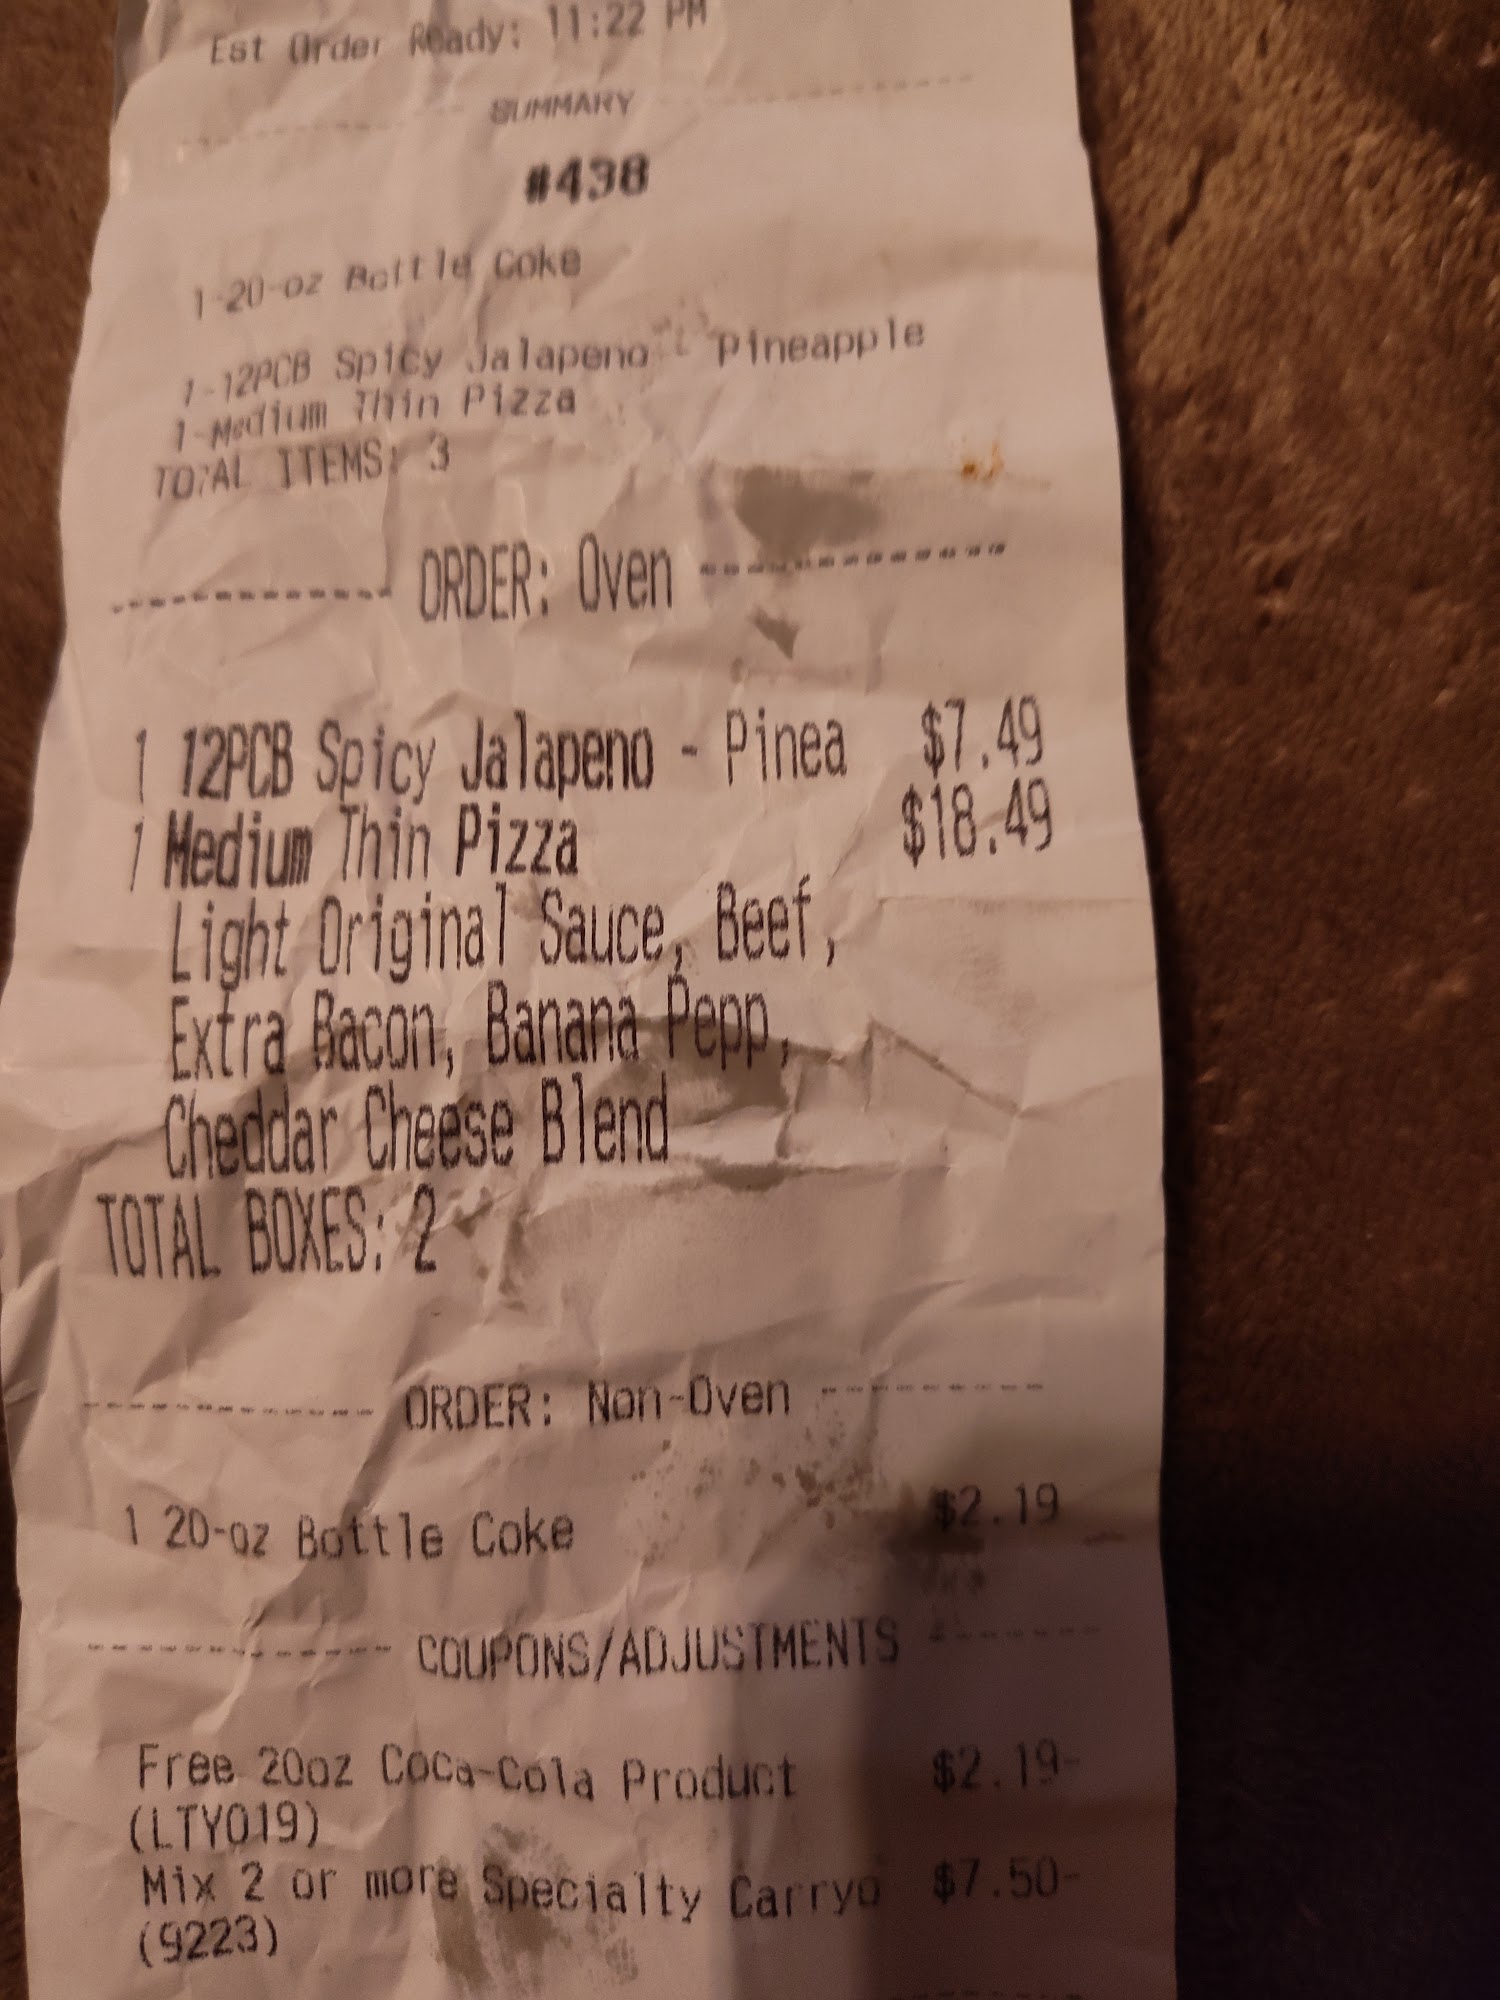 Est Order Ready: 11:22 PM
SUMMARY
#438
1-20-oz Bottle Coke
1-12PCB Spicy Jalapeno - Pineapple
1-Medium Thin Pizza
TOTAL ITEMS: 3
------------- ORDER: Oven -------------
1 12PCB Spicy Jalapeno - Pinea $7.49
1 Medium Thin Pizza $18.49
Light Original Sauce, Beef,
Extra Bacon, Banana Pepp,
Cheddar Cheese Blend
TOTAL BOXES: 2
------------- ORDER: Non-Oven ----------
1 20-oz Bottle Coke $2.19
------------- COUPONS/ADJUSTMENTS -------
Free 20oz Coca-Cola Product $2.19-
(LTY019)
Mix 2 or more Specialty Carryo $7.50-
(9223)